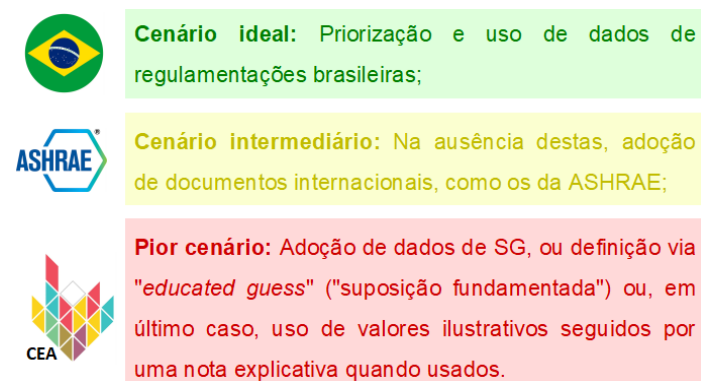 Cenário ideal: Priorização e uso de dados de
regulamentações brasileiras;
ASHRAE®
Cenário intermediário: Na ausência destas, adoção
de documentos internacionais, como os da ASHRAE;
Pior cenário: Adoção de dados de SG, ou definição via
"educated guess" ("suposição fundamentada") ou, em
último caso, uso de valores ilustrativos seguidos por
uma nota explicativa quando usados.
CEA